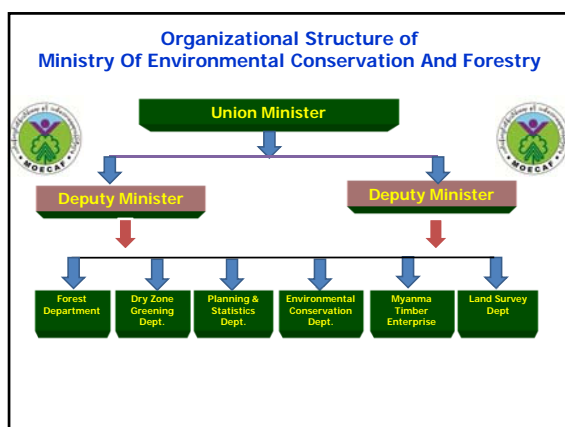 Organizational Structure of
Ministry Of Environmental Conservation And Forestry
Union Minister
MOECAF
MOECAF
Deputy Minister
Deputy Minister
Forest
Department
Dry Zone
Greening
Dept.
Planning &
Statistics
Dept.
Environmental
Conservation
Dept.
Myanma
Timber
Enterprise
Land Survey
Dept